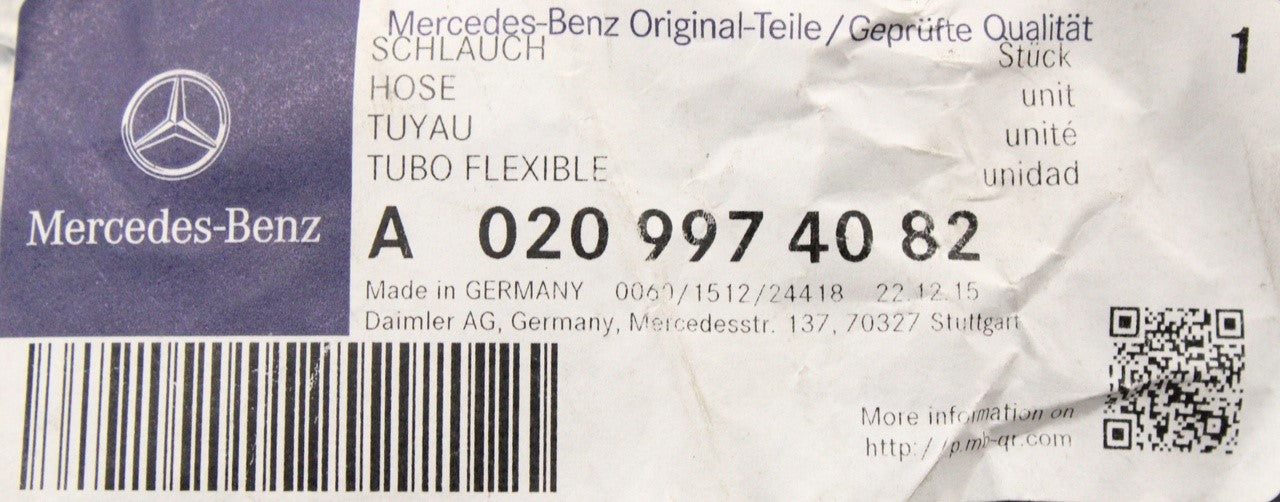 Mercedes-Benz Original-Teile/Geprüfte Qualität
1
SCHLAUCH Stück
HOSE unit
TUYAU unité
TUBO FLEXIBLE unidad
Mercedes-Benz
A 020 997 40 82
Made in GERMANY 0060/1512/24418 22.12.15
Daimler AG, Germany, Mercedesstr. 137, 70327 Stuttgart
More information on
http://p.mb-qr.com